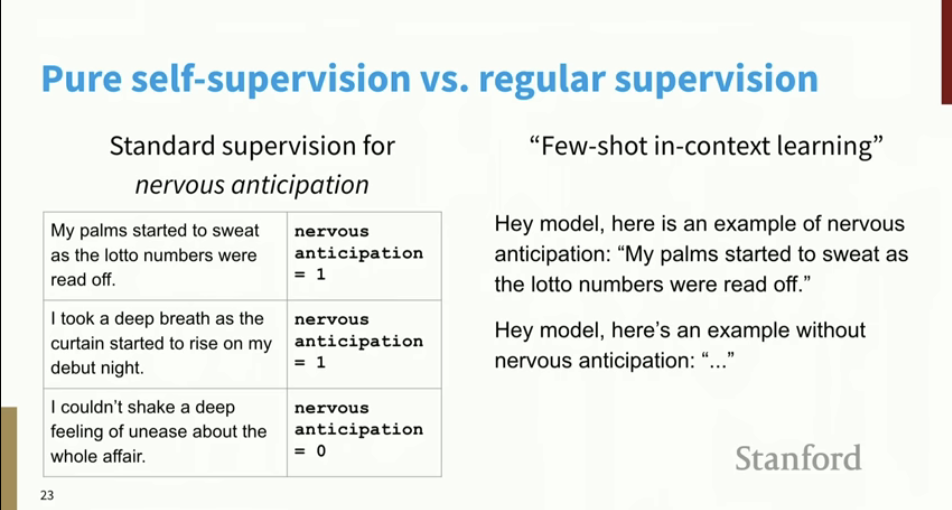 Pure self-supervision vs. regular supervision
Standard supervision for
nervous anticipation
My palms started to sweat
as the lotto numbers were
read off.
nervous
anticipation
= 1
I took a deep breath as the
curtain started to rise on my
debut night.
nervous
anticipation
= 1
I couldn't shake a deep
feeling of unease about the
whole affair.
nervous
anticipation
= 0
“Few-shot in-context learning”
Hey model, here is an example of nervous
anticipation: “My palms started to sweat as
the lotto numbers were read off.”
Hey model, here’s an example without
nervous anticipation: “...”
Stanford
23